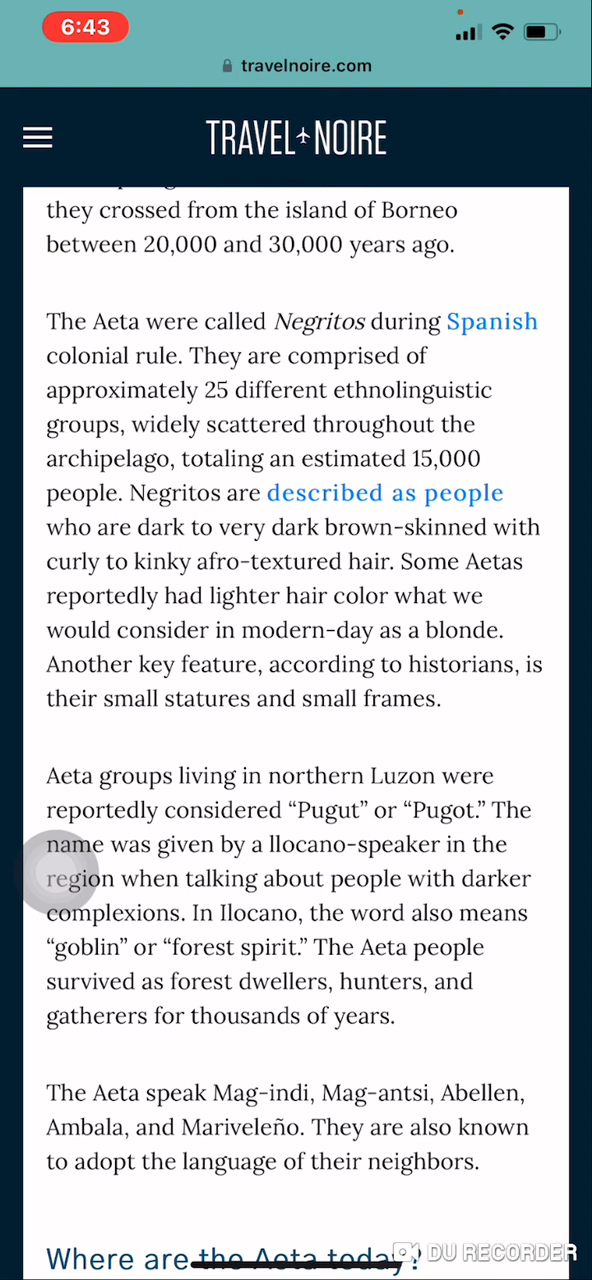 6:43
travelnoire.com
TRAVEL NOIRE
they crossed from the island of Borneo
between 20,000 and 30,000 years ago.
The Aeta were called Negritos during Spanish
colonial rule. They are comprised of
approximately 25 different ethnolinguistic
groups, widely scattered throughout the
archipelago, totaling an estimated 15,000
people. Negritos are described as people
who are dark to very dark brown-skinned with
curly to kinky afro-textured hair. Some Aetas
reportedly had lighter hair color what we
would consider in modern-day as a blonde.
Another key feature, according to historians, is
their small statures and small frames.
Aeta groups living in northern Luzon were
reportedly considered “Pugut” or “Pugot.” The
name was given by a llocano-speaker in the
region when talking about people with darker
complexions. In Ilocano, the word also means
“goblin” or “forest spirit.” The Aeta people
survived as forest dwellers, hunters, and
gatherers for thousands of years.
The Aeta speak Mag-indi, Mag-antsi, Abellen,
Ambala, and Mariveleño. They are also known
to adopt the language of their neighbors.
Where are the Aeta today?
DU RECORDER